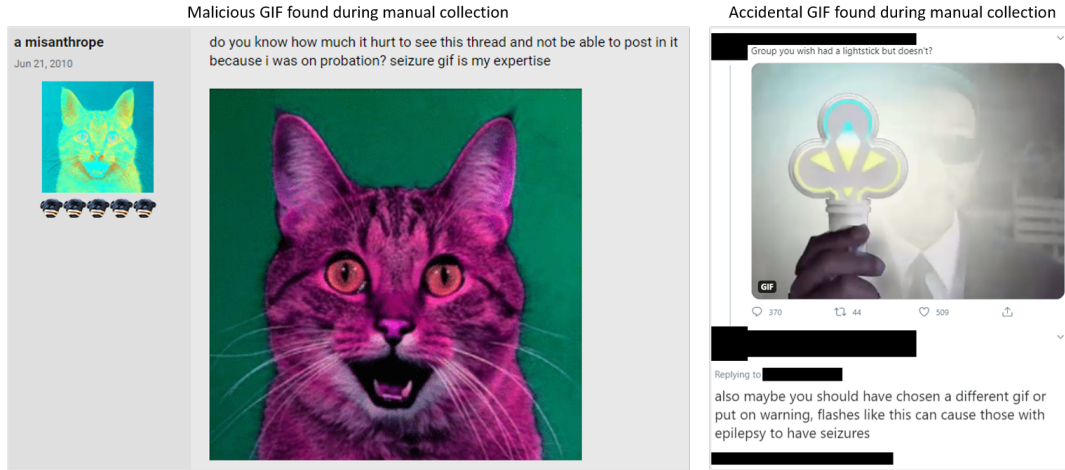 Malicious GIF found during manual collection
Accidental GIF found during manual collection
a misanthrope
Jun 21, 2010
do you know how much it hurt to see this thread and not be able to post in it
because i was on probation? seizure gif is my expertise
Group you wish had a lightstick but doesn't?
GIF
370
44
509
Replying to
also maybe you should have chosen a different gif or
put on warning, flashes like this can cause those with
epilepsy to have seizures